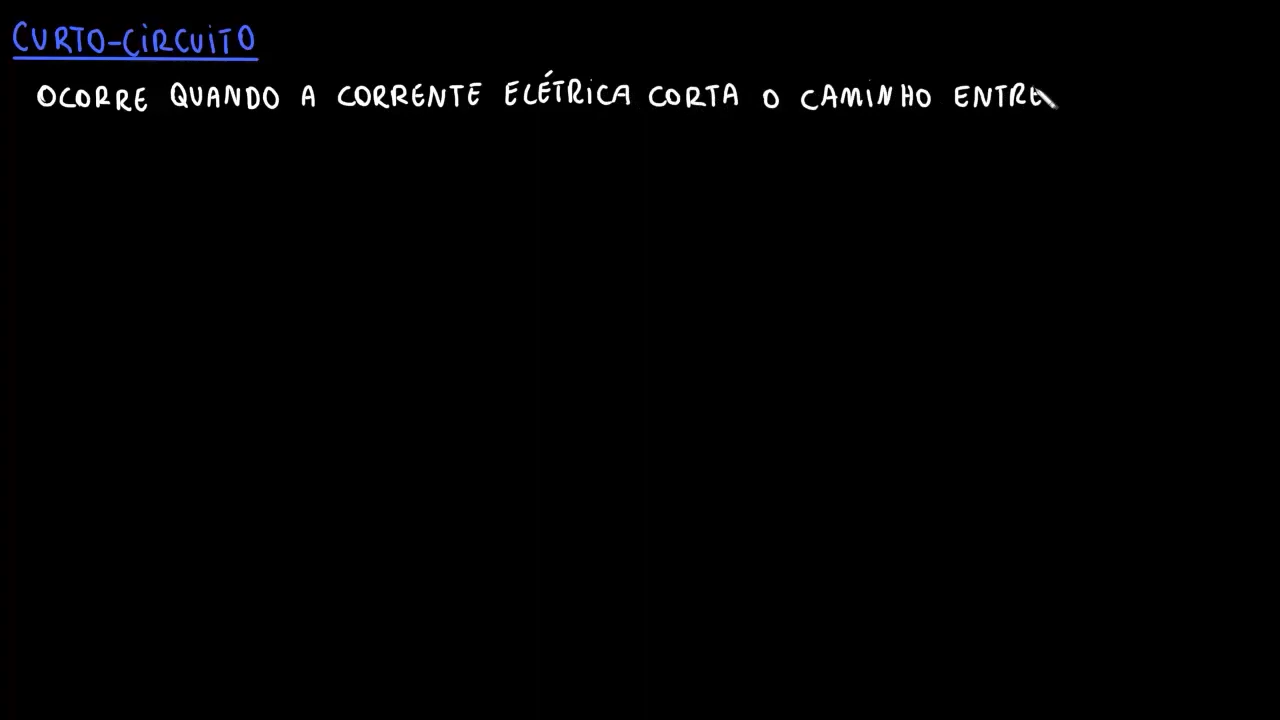 CURTO-CIRCUITO
OCORRE QUANDO A CORRENTE ELÉTRICA CORTA O CAMINHO ENTRE